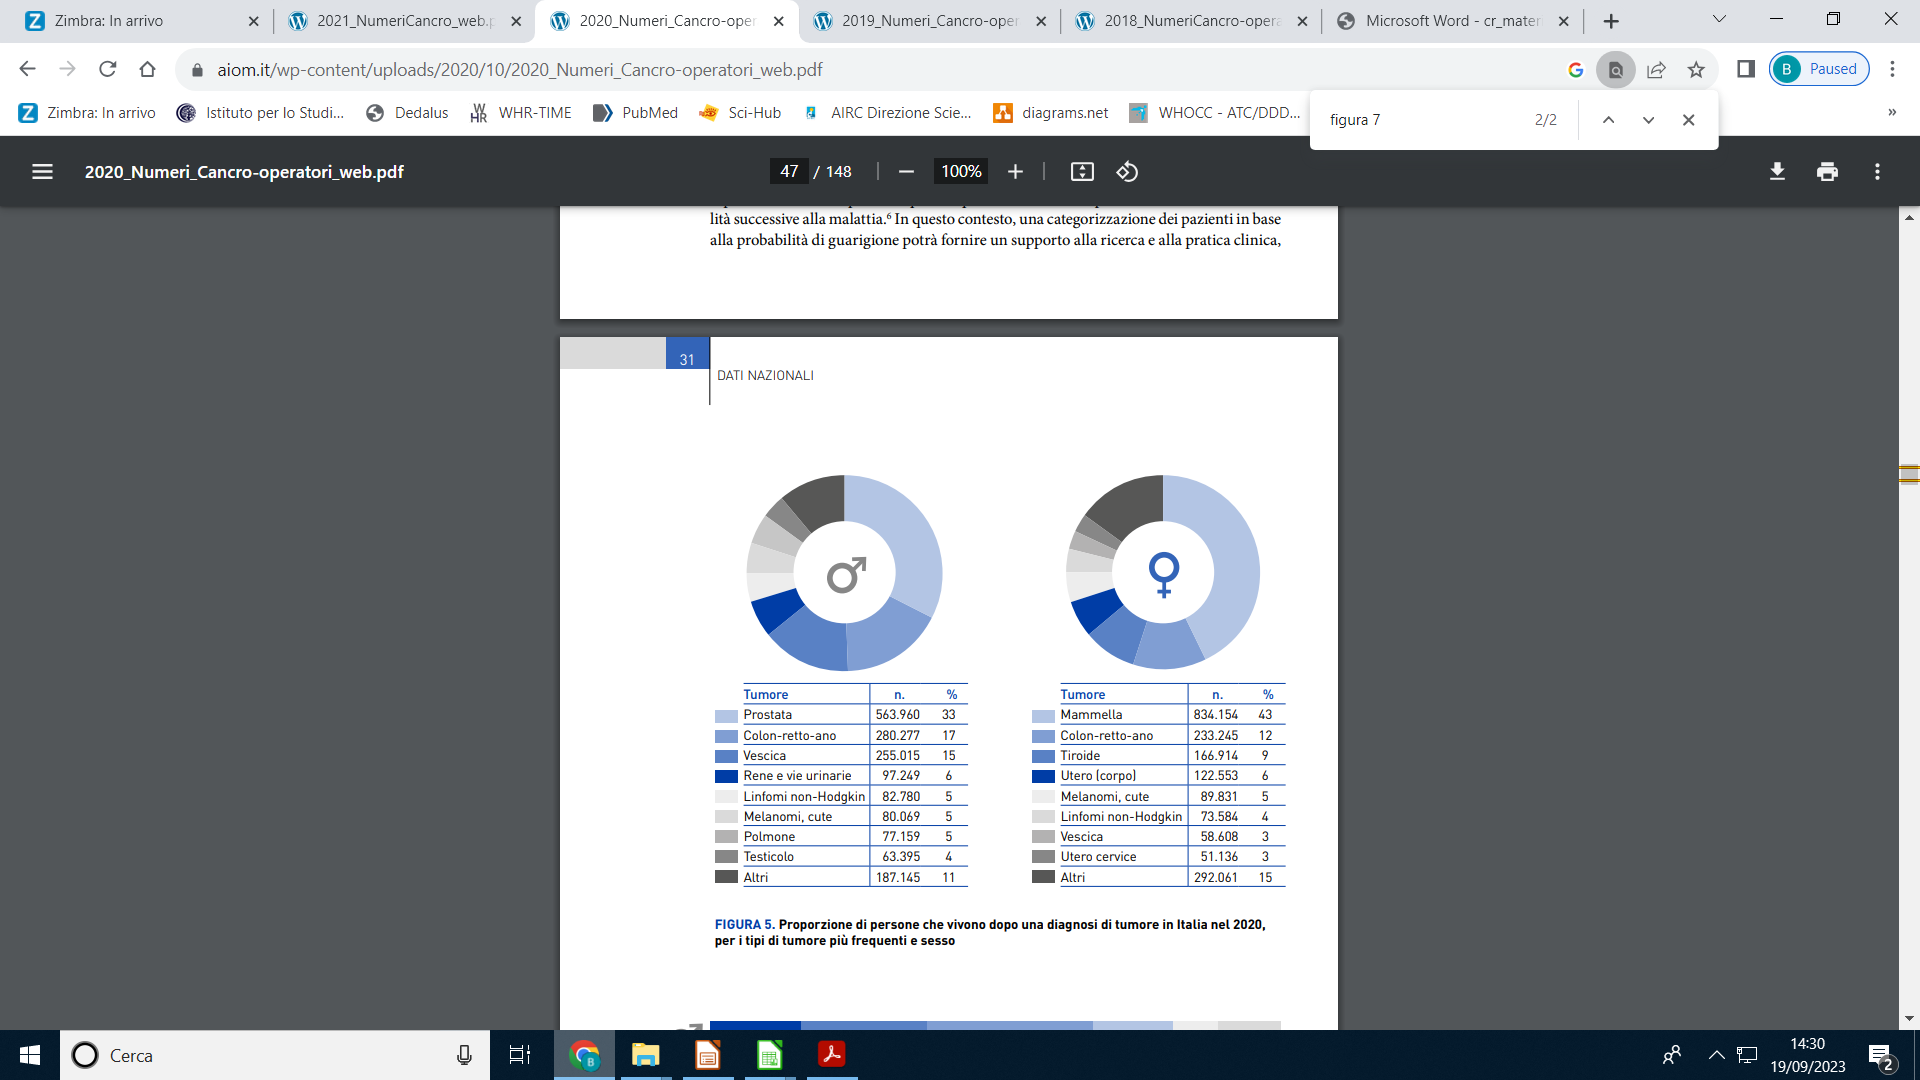 Zimbra: In arrivo
2021_NumeriCancro_web.p
2020_Numeri_Cancro-oper
2019_Numeri_Cancro-oper
2018_NumeriCancro-opera
Microsoft Word - cr_mater
aiom.it/wp-content/uploads/2020/10/2020_Numeri_Cancro-operatori_web.pdf
B Paused
Zimbra: In arrivo
Istituto per lo Studi...
Dedalus
WHR-TIME
PubMed
Sci-Hub
AIRC Direzione Scie...
diagrams.net
WHOCC - ATC/DDD...
»
figura 7 2/2
2020_Numeri_Cancro-operatori_web.pdf
47 / 148
100%
lità successive alla malattia.6 In questo contesto, una categorizzazione dei pazienti in base
alla probabilità di guarigione potrà fornire un supporto alla ricerca e alla pratica clinica,
31
DATI NAZIONALI
Tumore n. %
Prostata 563.960 33
Colon-retto-ano 280.277 17
Vescica 255.015 15
Rene e vie urinarie 97.249 6
Linfomi non-Hodgkin 82.780 5
Melanomi, cute 80.069 5
Polmone 77.159 5
Testicolo 63.395 4
Altri 187.145 11
Tumore n. %
Mammella 834.154 43
Colon-retto-ano 233.245 12
Tiroide 166.914 9
Utero (corpo) 122.553 6
Melanomi, cute 89.831 5
Linfomi non-Hodgkin 73.584 4
Vescica 58.608 3
Utero cervice 51.136 3
Altri 292.061 15
FIGURA 5. Proporzione di persone che vivono dopo una diagnosi di tumore in Italia nel 2020,
per i tipi di tumore più frequenti e sesso
Cerca
14:30
19/09/2023
2